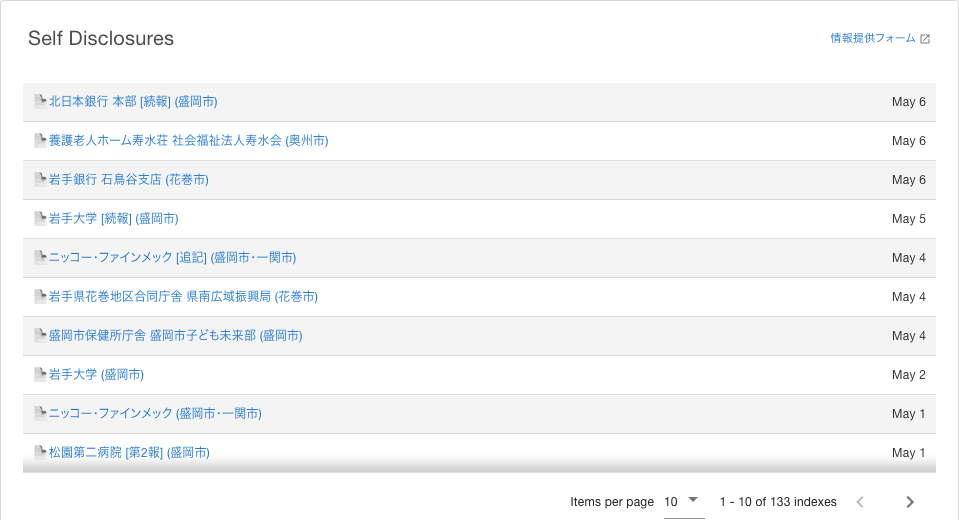 Self Disclosures
情報提供フォーム
北日本銀行 本部 [続報] (盛岡市) May 6
養護老人ホーム寿水荘 社会福祉法人寿水会 (奥州市) May 6
岩手銀行 石鳥谷支店 (花巻市) May 6
岩手大学 [続報] (盛岡市) May 5
ニッコー･ファインメック [追記] (盛岡市･一関市) May 4
岩手県花巻地区合同庁舎 県南広域振興局 (花巻市) May 4
盛岡市保健所庁舎 盛岡市子ども未来部 (盛岡市) May 4
岩手大学 (盛岡市) May 2
ニッコー･ファインメック (盛岡市･一関市) May 1
松園第二病院 [第2報] (盛岡市) May 1
Items per page 10 1 - 10 of 133 indexes